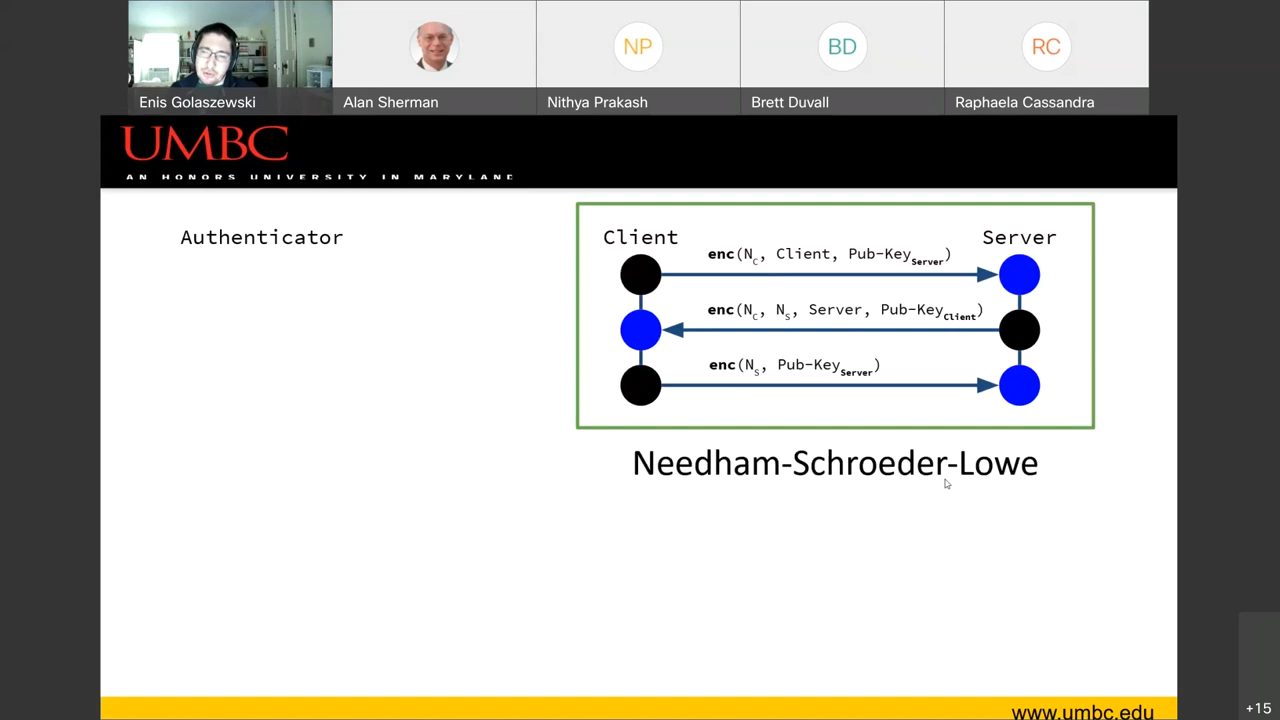 NP
BD
RC
Enis Golaszewski
Alan Sherman
Nithya Prakash
Brett Duvall
Raphaela Cassandra
UMBC
AN HONORS UNIVERSITY IN MARYLAND
Authenticator
Client
Server
enc(NC, Client, Pub-KeyServer)
enc(NC, NS, Server, Pub-KeyClient)
enc(NS, Pub-KeyServer)
Needham-Schroeder-Lowe
www.umbc.edu
+15